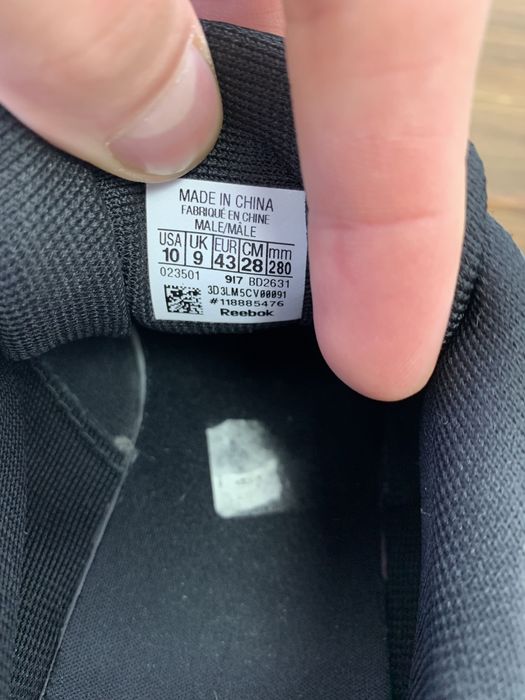 MADE IN CHINA
FABRIQUÉ EN CHINE
MALE/MÂLE
USA UK EUR CM mm
10 9 43 28 280
023501 917 BD2631
3D3LM5CV00091
#118885476
Reebok